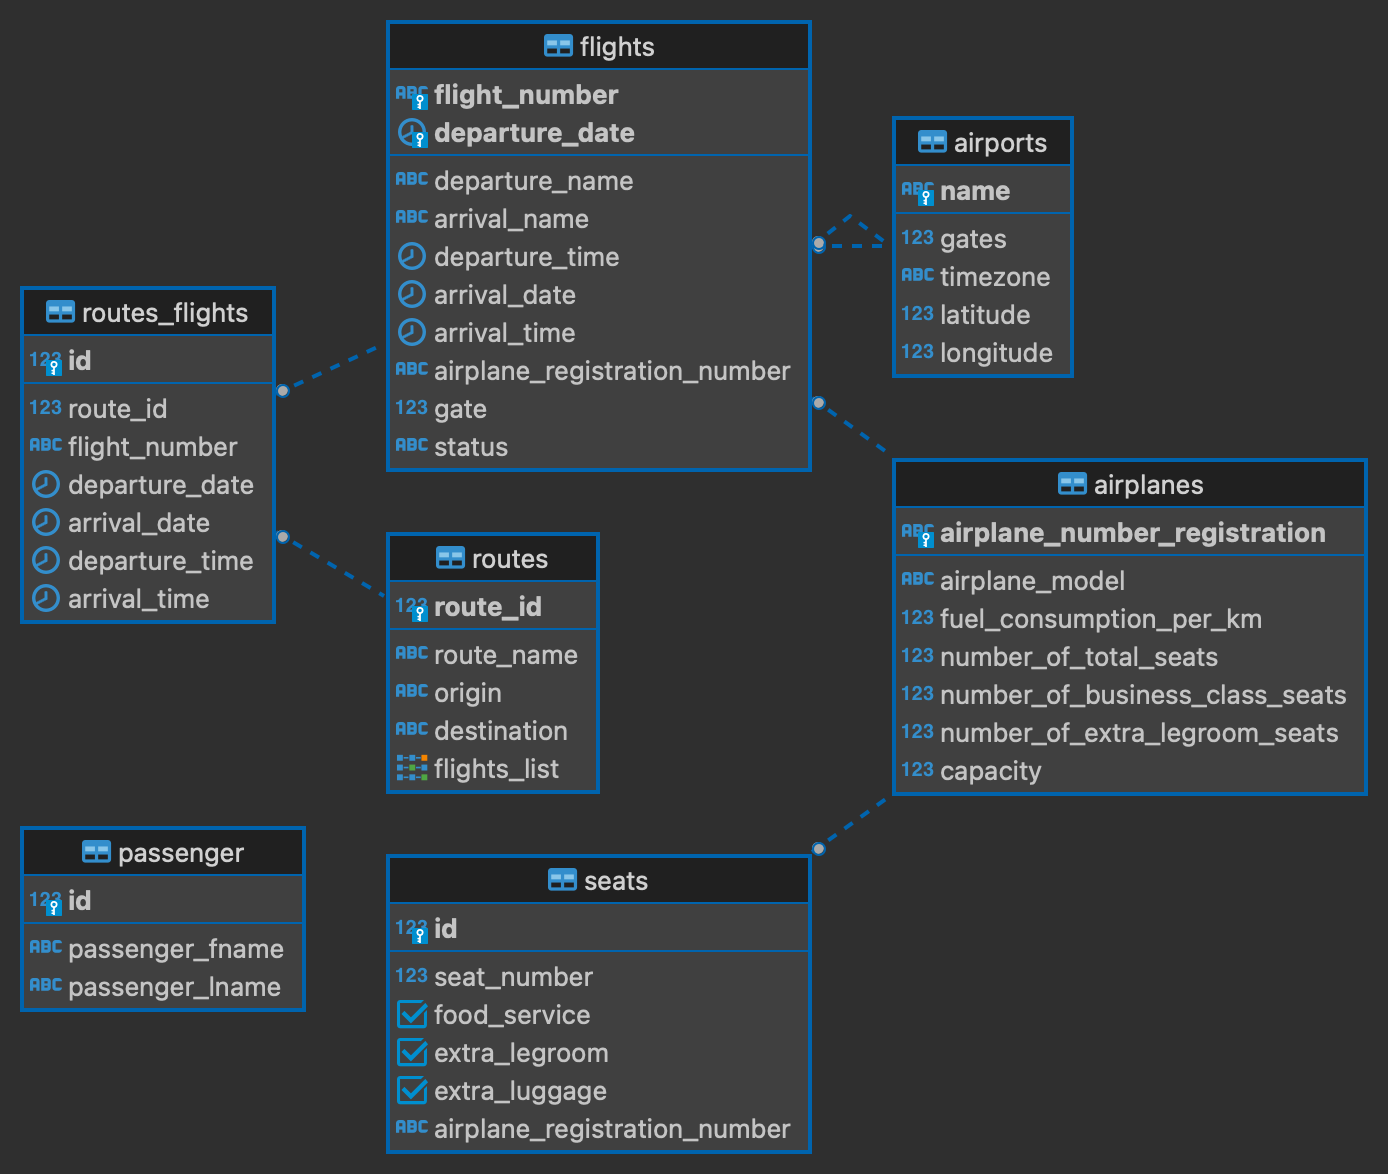 flights
ABC flight_number
departure_date
ABC departure_name
ABC arrival_name
departure_time
arrival_date
arrival_time
ABC airplane_registration_number
123 gate
ABC status
airports
ABC name
123 gates
ABC timezone
123 latitude
123 longitude
routes_flights
123 id
123 route_id
ABC flight_number
departure_date
arrival_date
departure_time
arrival_time
routes
123 route_id
ABC route_name
ABC origin
ABC destination
flights_list
airplanes
ABC airplane_number_registration
ABC airplane_model
123 fuel_consumption_per_km
123 number_of_total_seats
123 number_of_business_class_seats
123 number_of_extra_legroom_seats
123 capacity
passenger
123 id
ABC passenger_fname
ABC passenger_lname
seats
123 id
123 seat_number
food_service
extra_legroom
extra_luggage
ABC airplane_registration_number